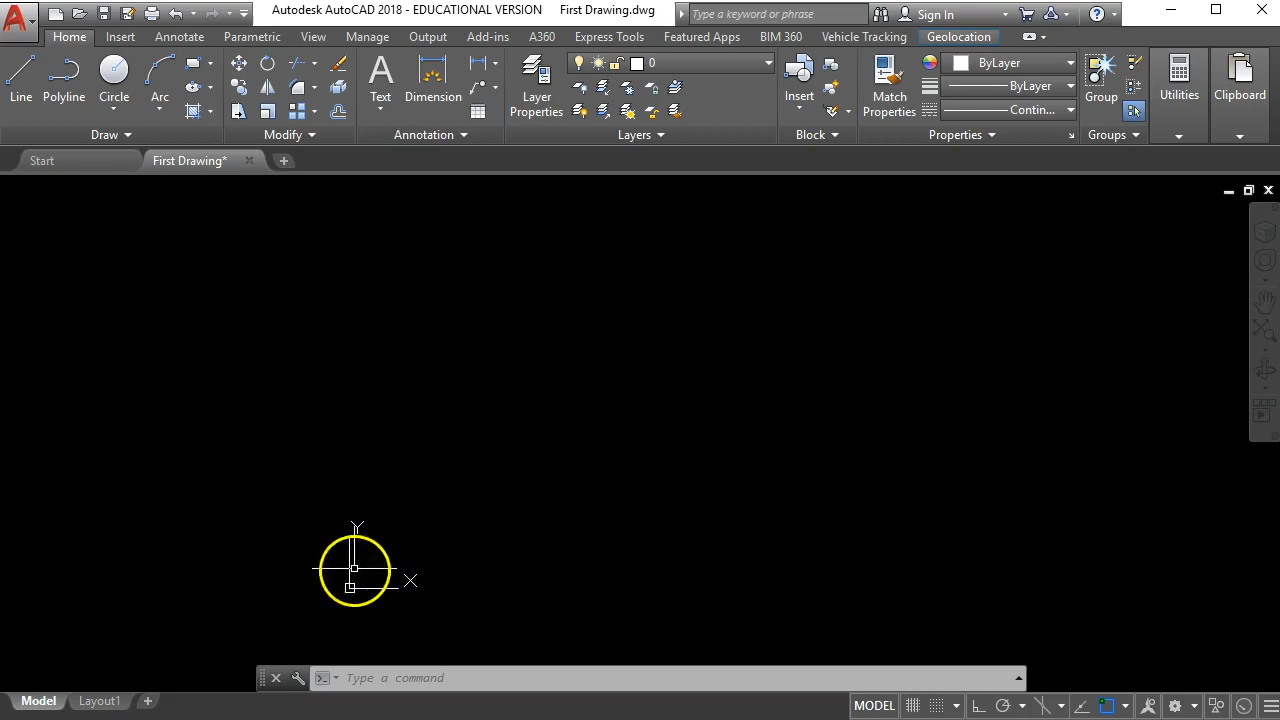 Autodesk AutoCAD 2018 - EDUCATIONAL VERSION First Drawing.dwg
Type a keyword or phrase
Sign In
Home Insert Annotate Parametric View Manage Output Add-ins A360 Express Tools Featured Apps BIM 360 Vehicle Tracking Geolocation
Line Polyline Circle Arc
Draw
Modify
A
Text Dimension
Annotation
Layer Properties
0
Layers
Insert
Block
Match Properties
ByLayer
ByLayer
Contin...
Properties
Group
Groups
Utilities
Clipboard
Start
First Drawing*
Y
X
Type a command
Model Layout1
MODEL